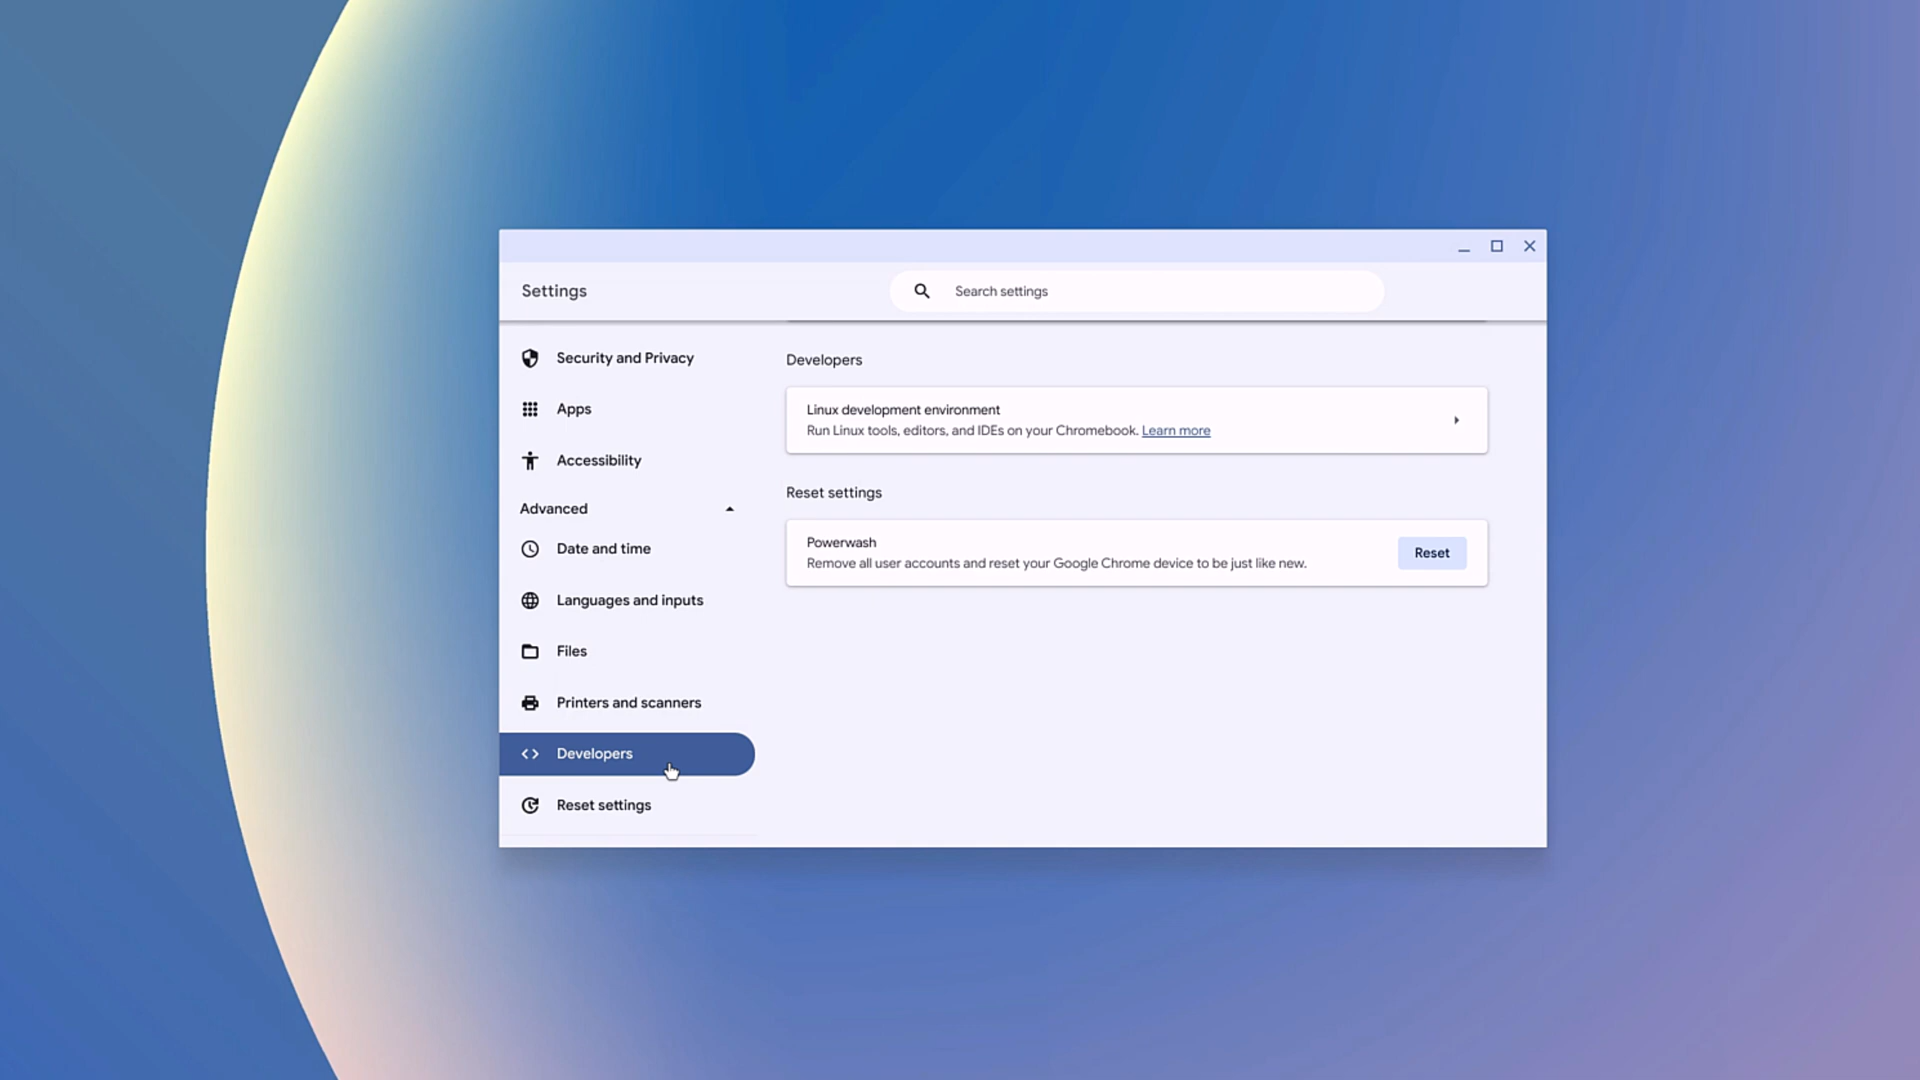 Settings
Search settings
Security and Privacy
Apps
Accessibility
Advanced
Date and time
Languages and inputs
Files
Printers and scanners
Developers
Reset settings
Developers
Linux development environment
Run Linux tools, editors, and IDEs on your Chromebook. Learn more
Reset settings
Powerwash
Remove all user accounts and reset your Google Chrome device to be just like new.
Reset